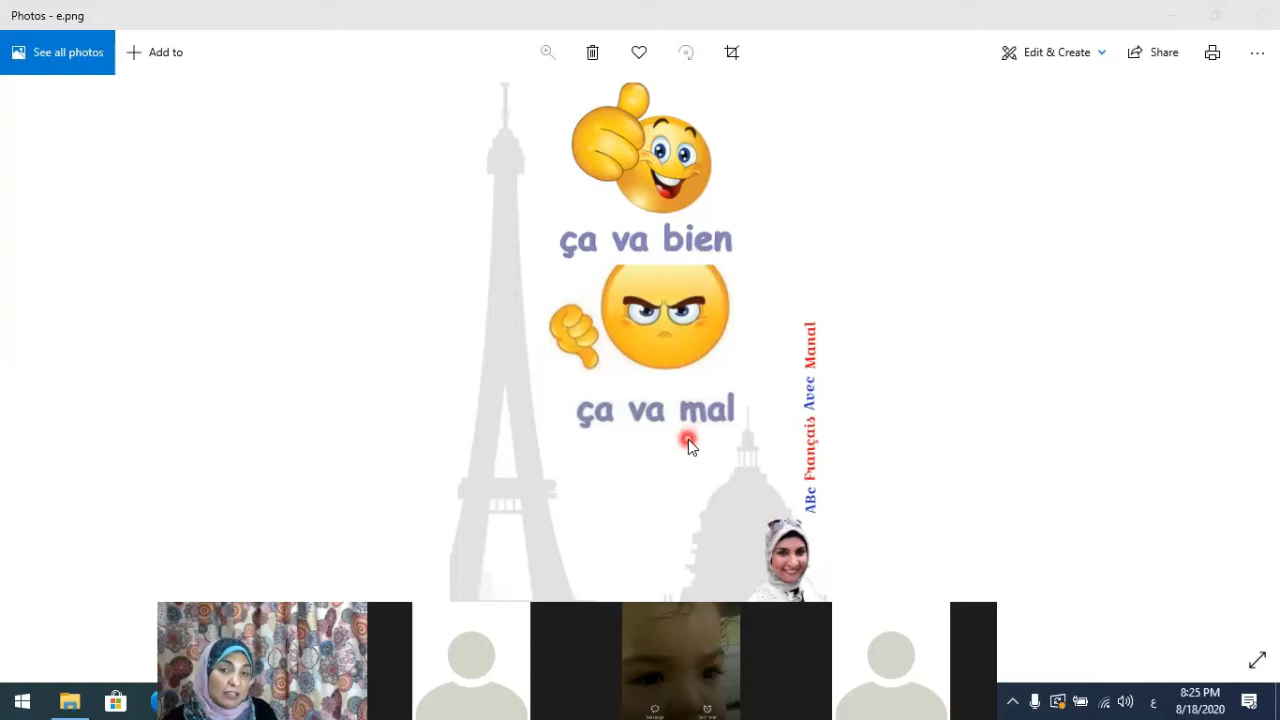 Photos - e.png
See all photos
Add to
Edit & Create
Share
ça va bien
ça va mal
ABc Français Avec Manal
ع
8:25 PM
8/18/2020